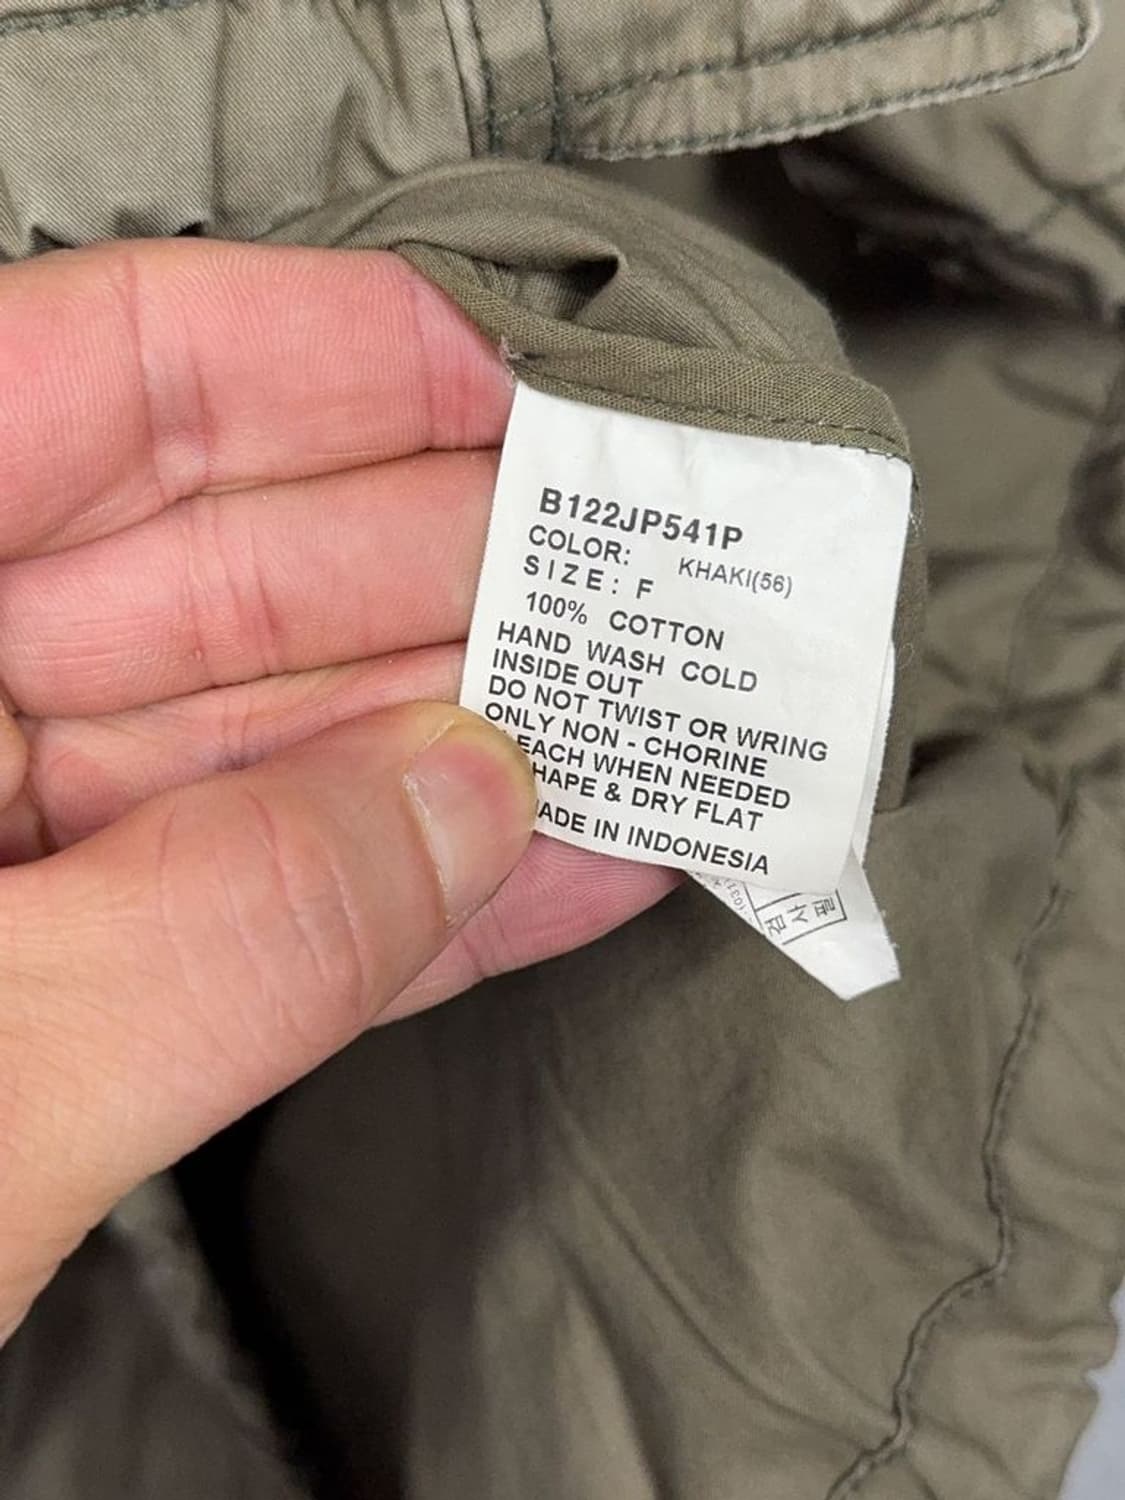 B122JP541P
COLOR: KHAKI(56)
SIZE: F
100% COTTON
HAND WASH COLD
INSIDE OUT
DO NOT TWIST OR WRING
ONLY NON - CHORINE
EACH WHEN NEEDED
HAPE & DRY FLAT
ADE IN INDONESIA